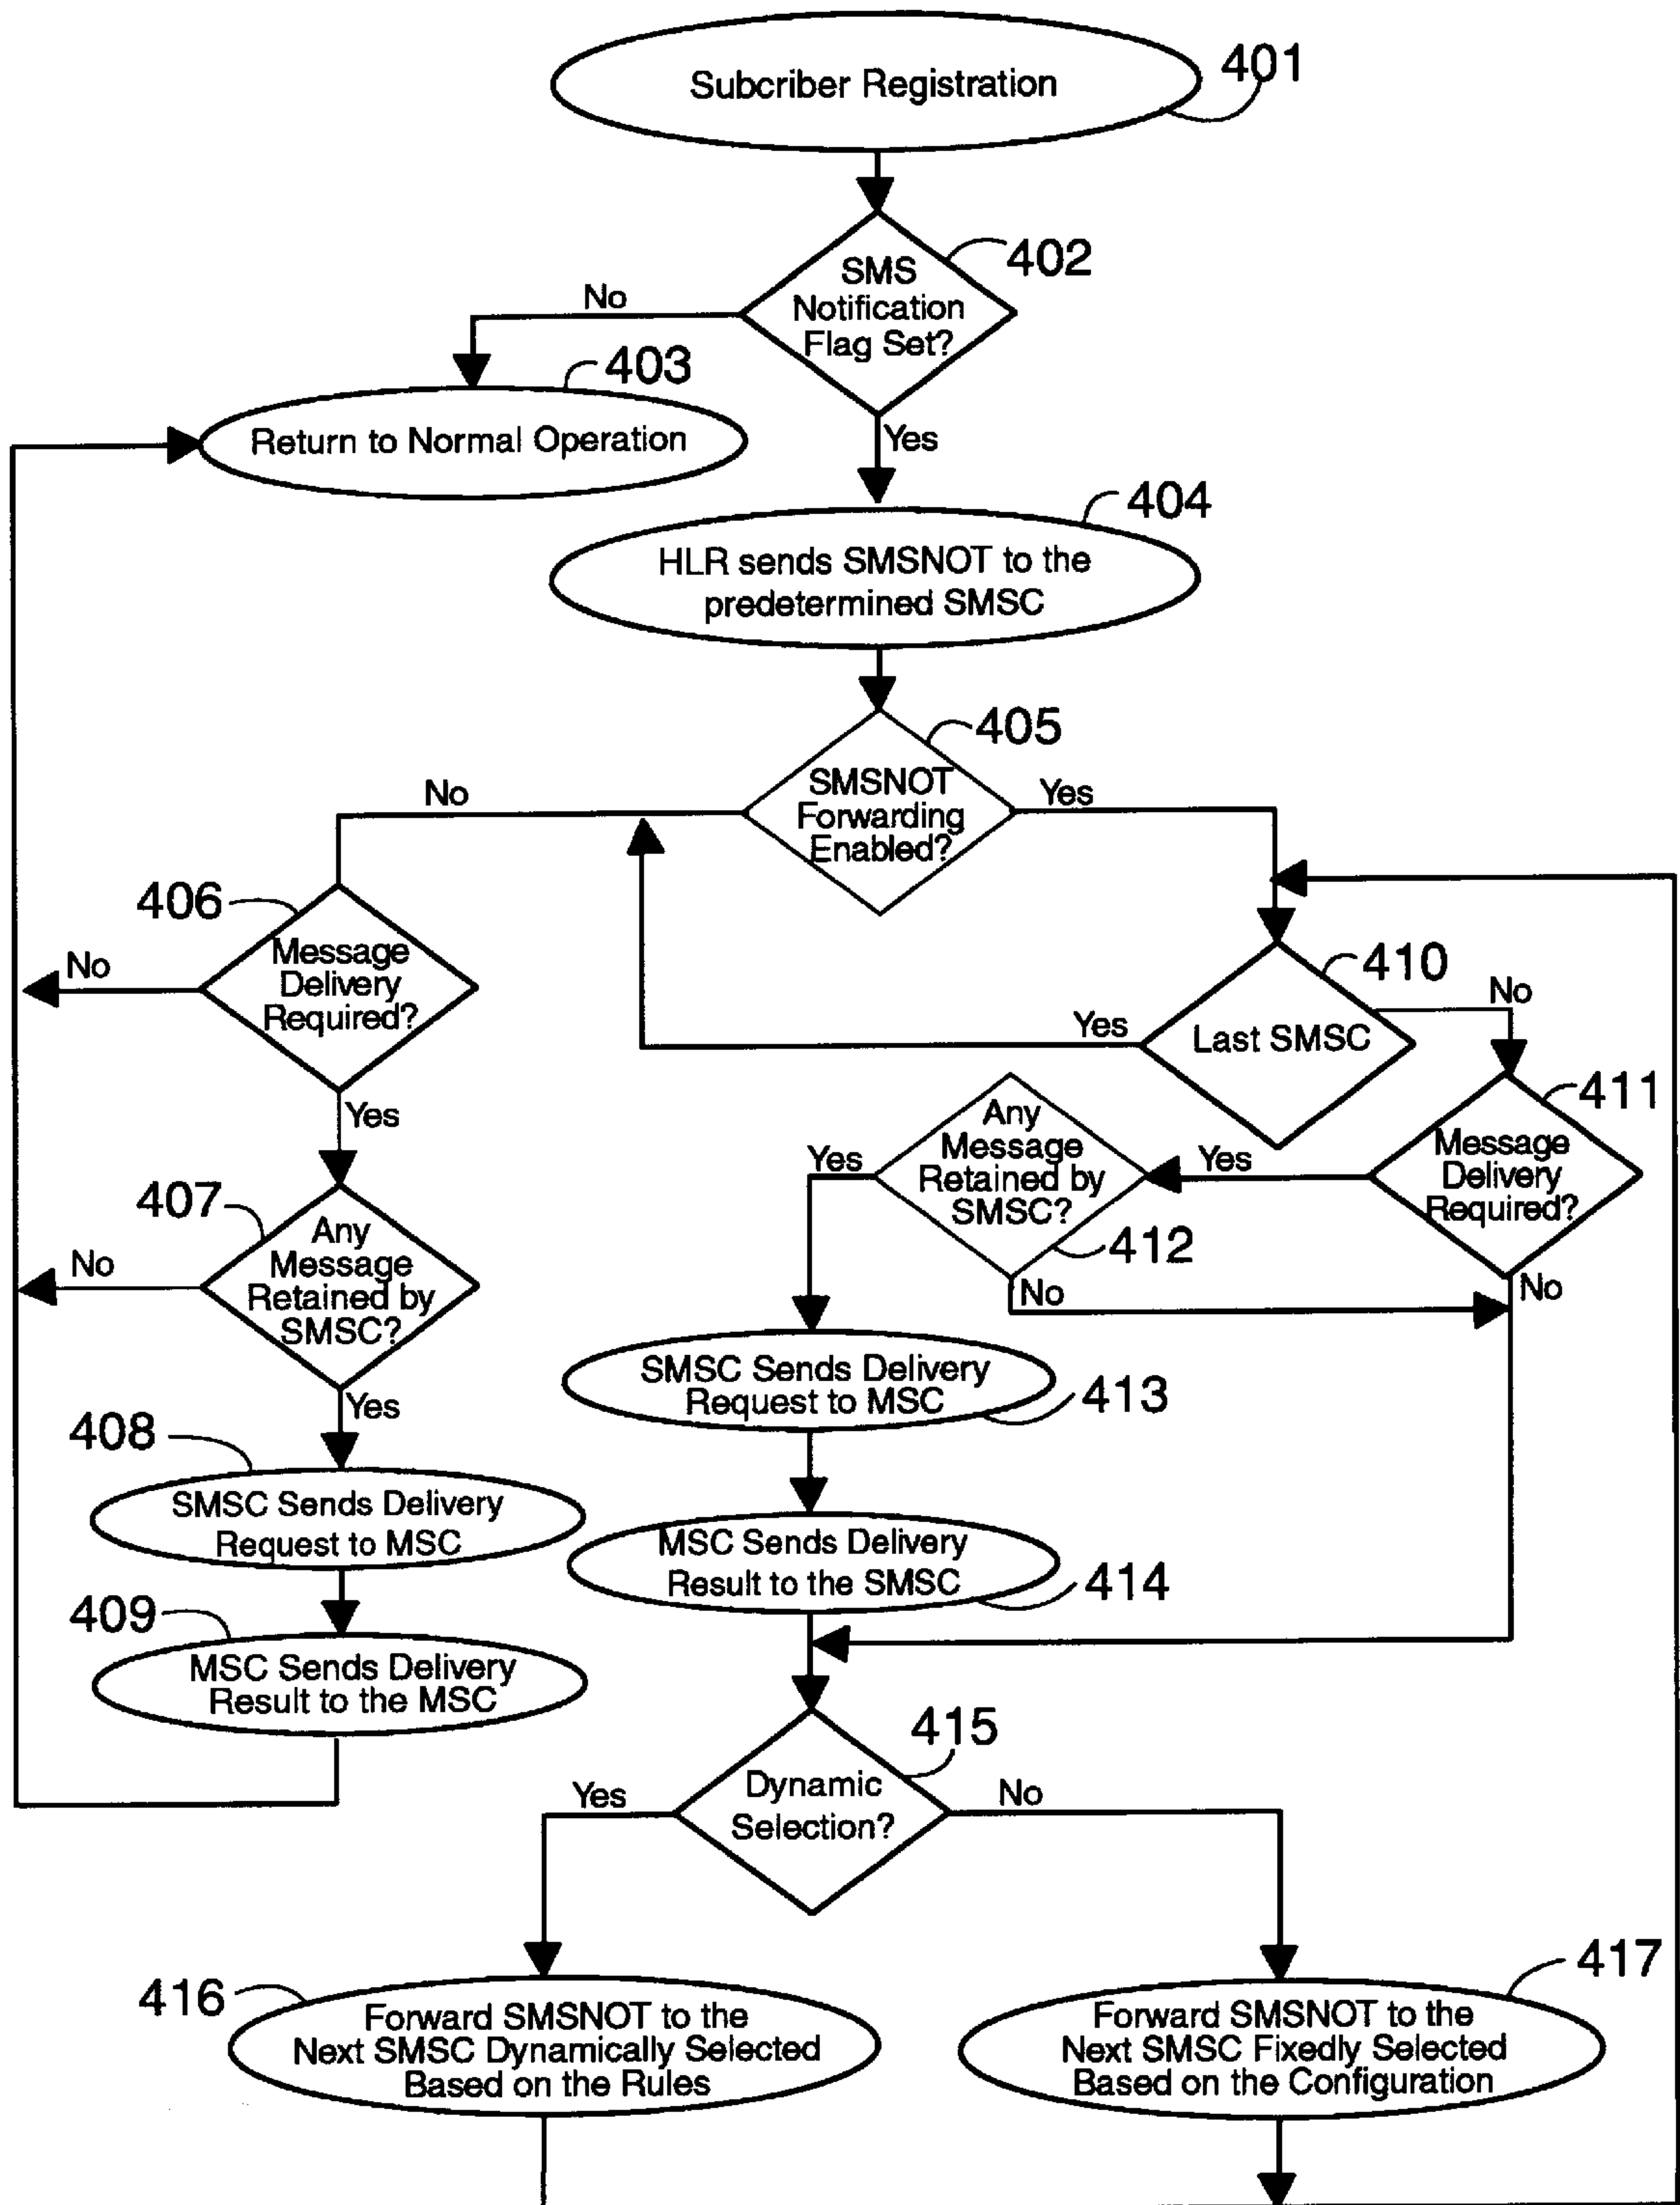 Subcriber Registration
401
SMS
Notification
Flag Set?
402
No
Yes
403
Return to Normal Operation
404
HLR sends SMSNOT to the
predetermined SMSC
405
SMSNOT
Forwarding
Enabled?
No
Yes
406
Message
Delivery
Required?
No
Yes
410
Last SMSC
Yes
No
411
Message
Delivery
Required?
Yes
No
Any
Message
Retained by
SMSC?
412
Yes
No
407
Any
Message
Retained by
SMSC?
No
Yes
SMSC Sends Delivery
Request to MSC
413
408
SMSC Sends Delivery
Request to MSC
MSC Sends Delivery
Result to the SMSC
414
409
MSC Sends Delivery
Result to the MSC
415
Dynamic
Selection?
Yes
No
416
Forward SMSNOT to the
Next SMSC Dynamically Selected
Based on the Rules
417
Forward SMSNOT to the
Next SMSC Fixedly Selected
Based on the Configuration